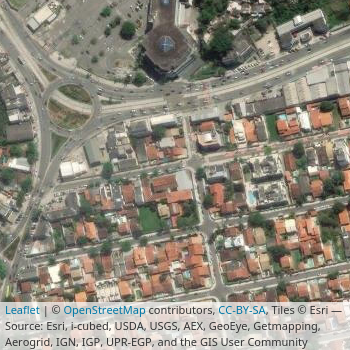 Leaflet | © OpenStreetMap contributors, CC-BY-SA, Tiles © Esri —
Source: Esri, i-cubed, USDA, USGS, AEX, GeoEye, Getmapping,
Aerogrid, IGN, IGP, UPR-EGP, and the GIS User Community